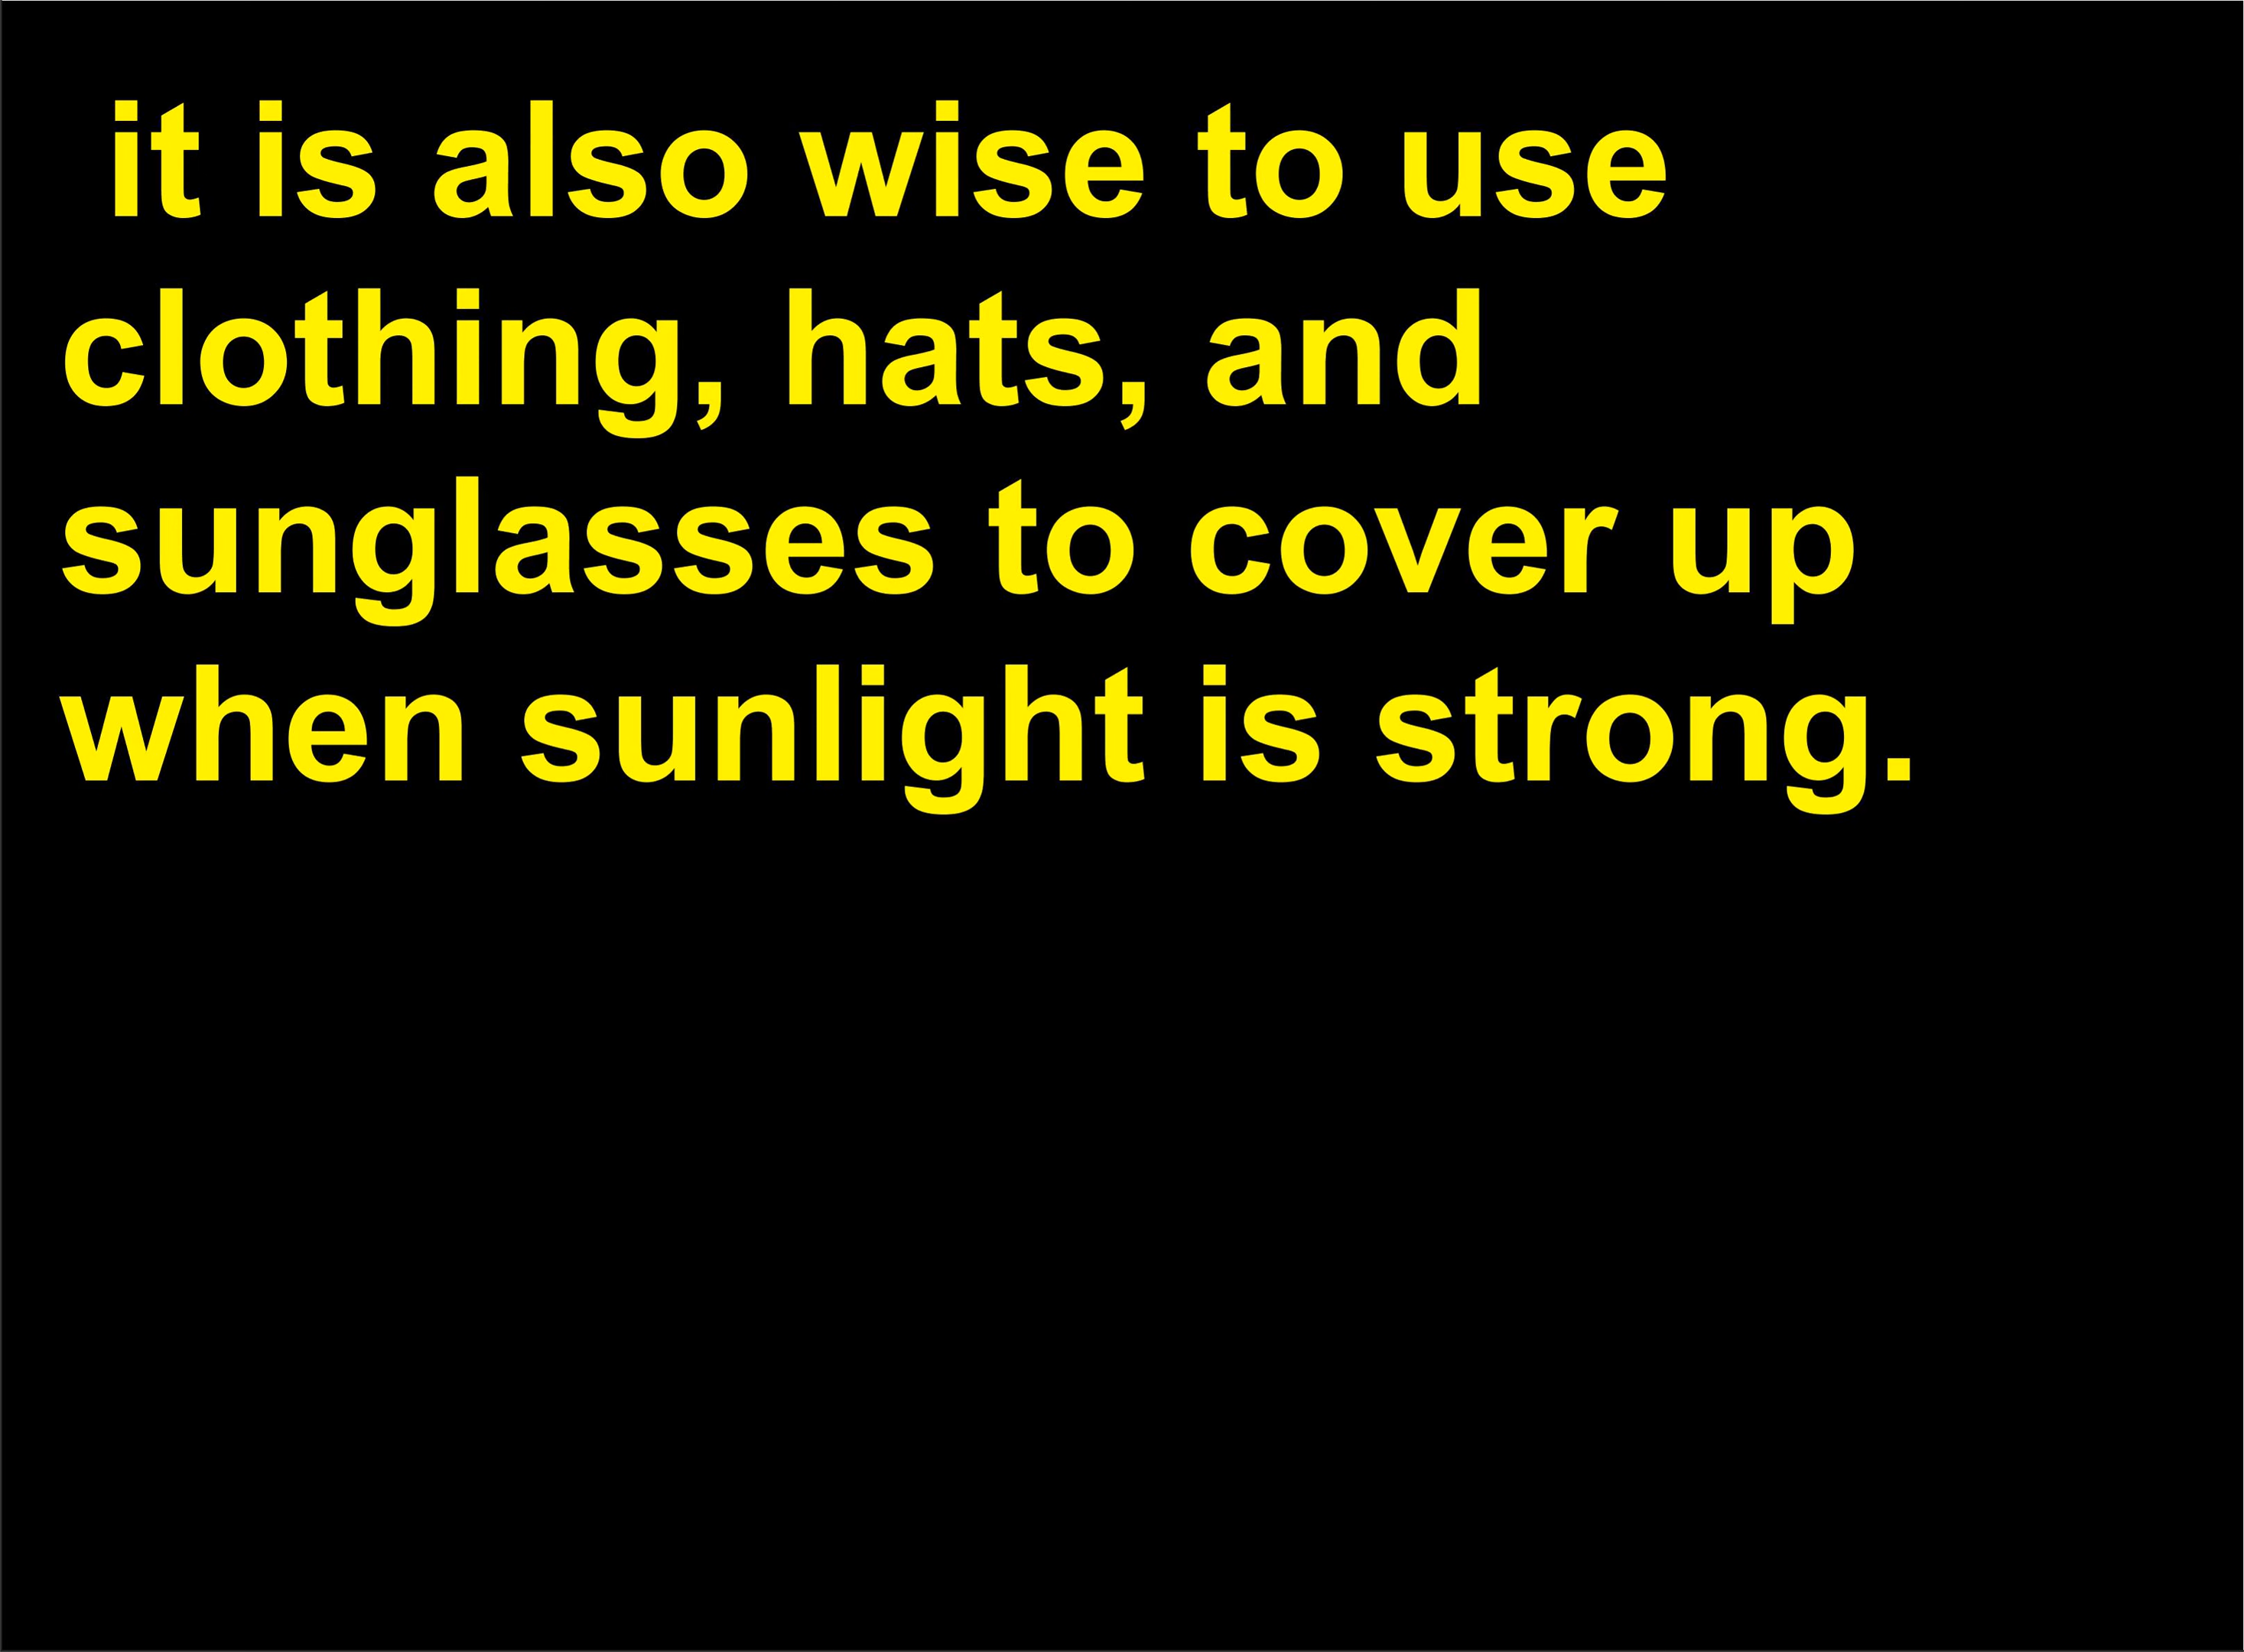 it is also wise to use
clothing, hats, and
sunglasses to cover up
when sunlight is strong.